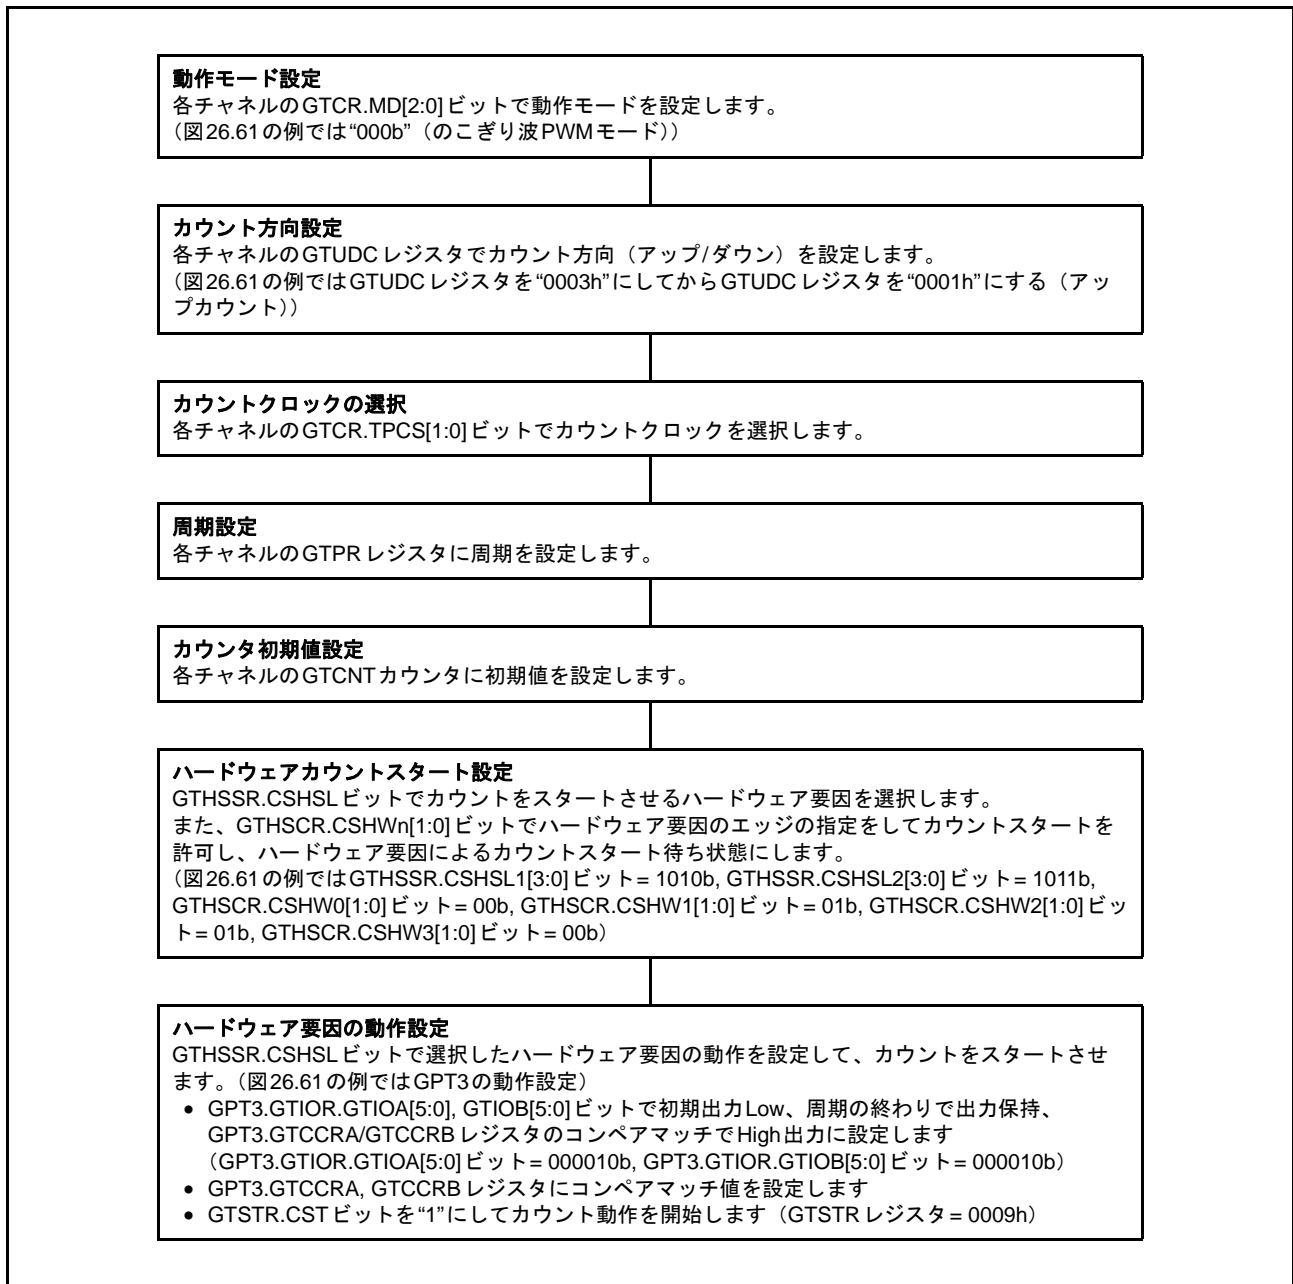 動作モード設定
各チャネルのGTCR.MD[2:0]ビットで動作モードを設定します。
（図26.61の例では“000b”（のこぎり波PWMモード））
カウント方向設定
各チャネルのGTUDCレジスタでカウント方向（アップ/ダウン）を設定します。
（図26.61の例ではGTUDCレジスタを“0003h”にしてからGTUDCレジスタを“0001h”にする（アッ
プカウント））
カウントクロックの選択
各チャネルのGTCR.TPCS[1:0]ビットでカウントクロックを選択します。
周期設定
各チャネルのGTPRレジスタに周期を設定します。
カウンタ初期値設定
各チャネルのGTCNTカウンタに初期値を設定します。
ハードウェアカウントスタート設定
GTHSSR.CSHSLビットでカウントをスタートさせるハードウェア要因を選択します。
また、GTHSCR.CSHWn[1:0]ビットでハードウェア要因のエッジの指定をしてカウントスタートを
許可し、ハードウェア要因によるカウントスタート待ち状態にします。
（図26.61の例ではGTHSSR.CSHSL1[3:0]ビット= 1010b, GTHSSR.CSHSL2[3:0]ビット= 1011b,
GTHSCR.CSHW0[1:0]ビット= 00b, GTHSCR.CSHW1[1:0]ビット= 01b, GTHSCR.CSHW2[1:0]ビッ
ト= 01b, GTHSCR.CSHW3[1:0]ビット= 00b）
ハードウェア要因の動作設定
GTHSSR.CSHSLビットで選択したハードウェア要因の動作を設定して、カウントをスタートさせ
ます。（図26.61の例ではGPT3の動作設定）
• GPT3.GTIOR.GTIOA[5:0], GTIOB[5:0]ビットで初期出力Low、周期の終わりで出力保持、
GPT3.GTCCRA/GTCCRBレジスタのコンペアマッチでHigh出力に設定します
（GPT3.GTIOR.GTIOA[5:0]ビット= 000010b, GPT3.GTIOR.GTIOB[5:0]ビット= 000010b）
• GPT3.GTCCRA, GTCCRBレジスタにコンペアマッチ値を設定します
• GTSTR.CSTビットを“1”にしてカウント動作を開始します（GTSTRレジスタ= 0009h）